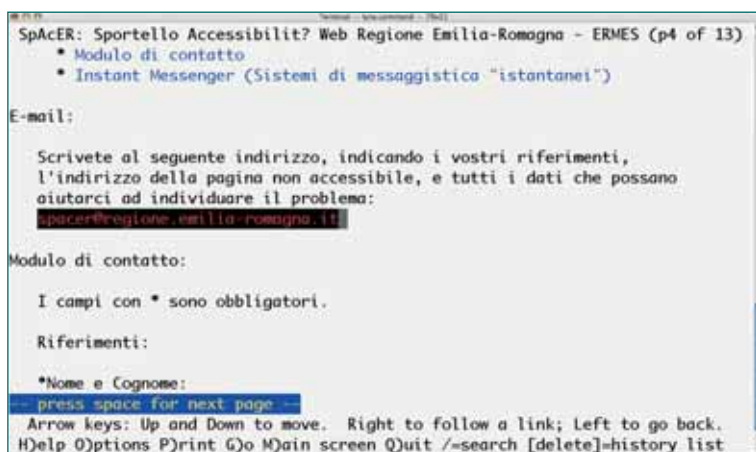 Terminal — lynx.command — 78x21
SpAcER: Sportello Accessibilit? Web Regione Emilia-Romagna - ERMES (p4 of 13)
* Modulo di contatto
* Instant Messenger (Sistemi di messaggistica "istantanei")
E-mail:
Scrivete al seguente indirizzo, indicando i vostri riferimenti,
l'indirizzo della pagina non accessibile, e tutti i dati che possano
aiutarci ad individuare il problema:
spacer@regione.emilia-romagna.it
Modulo di contatto:
I campi con * sono obbligatori.
Riferimenti:
*Nome e Cognome:
-- press space for next page --
Arrow keys: Up and Down to move. Right to follow a link; Left to go back.
H)elp O)ptions P)rint G)o M)ain screen Q)uit /=search [delete]=history list